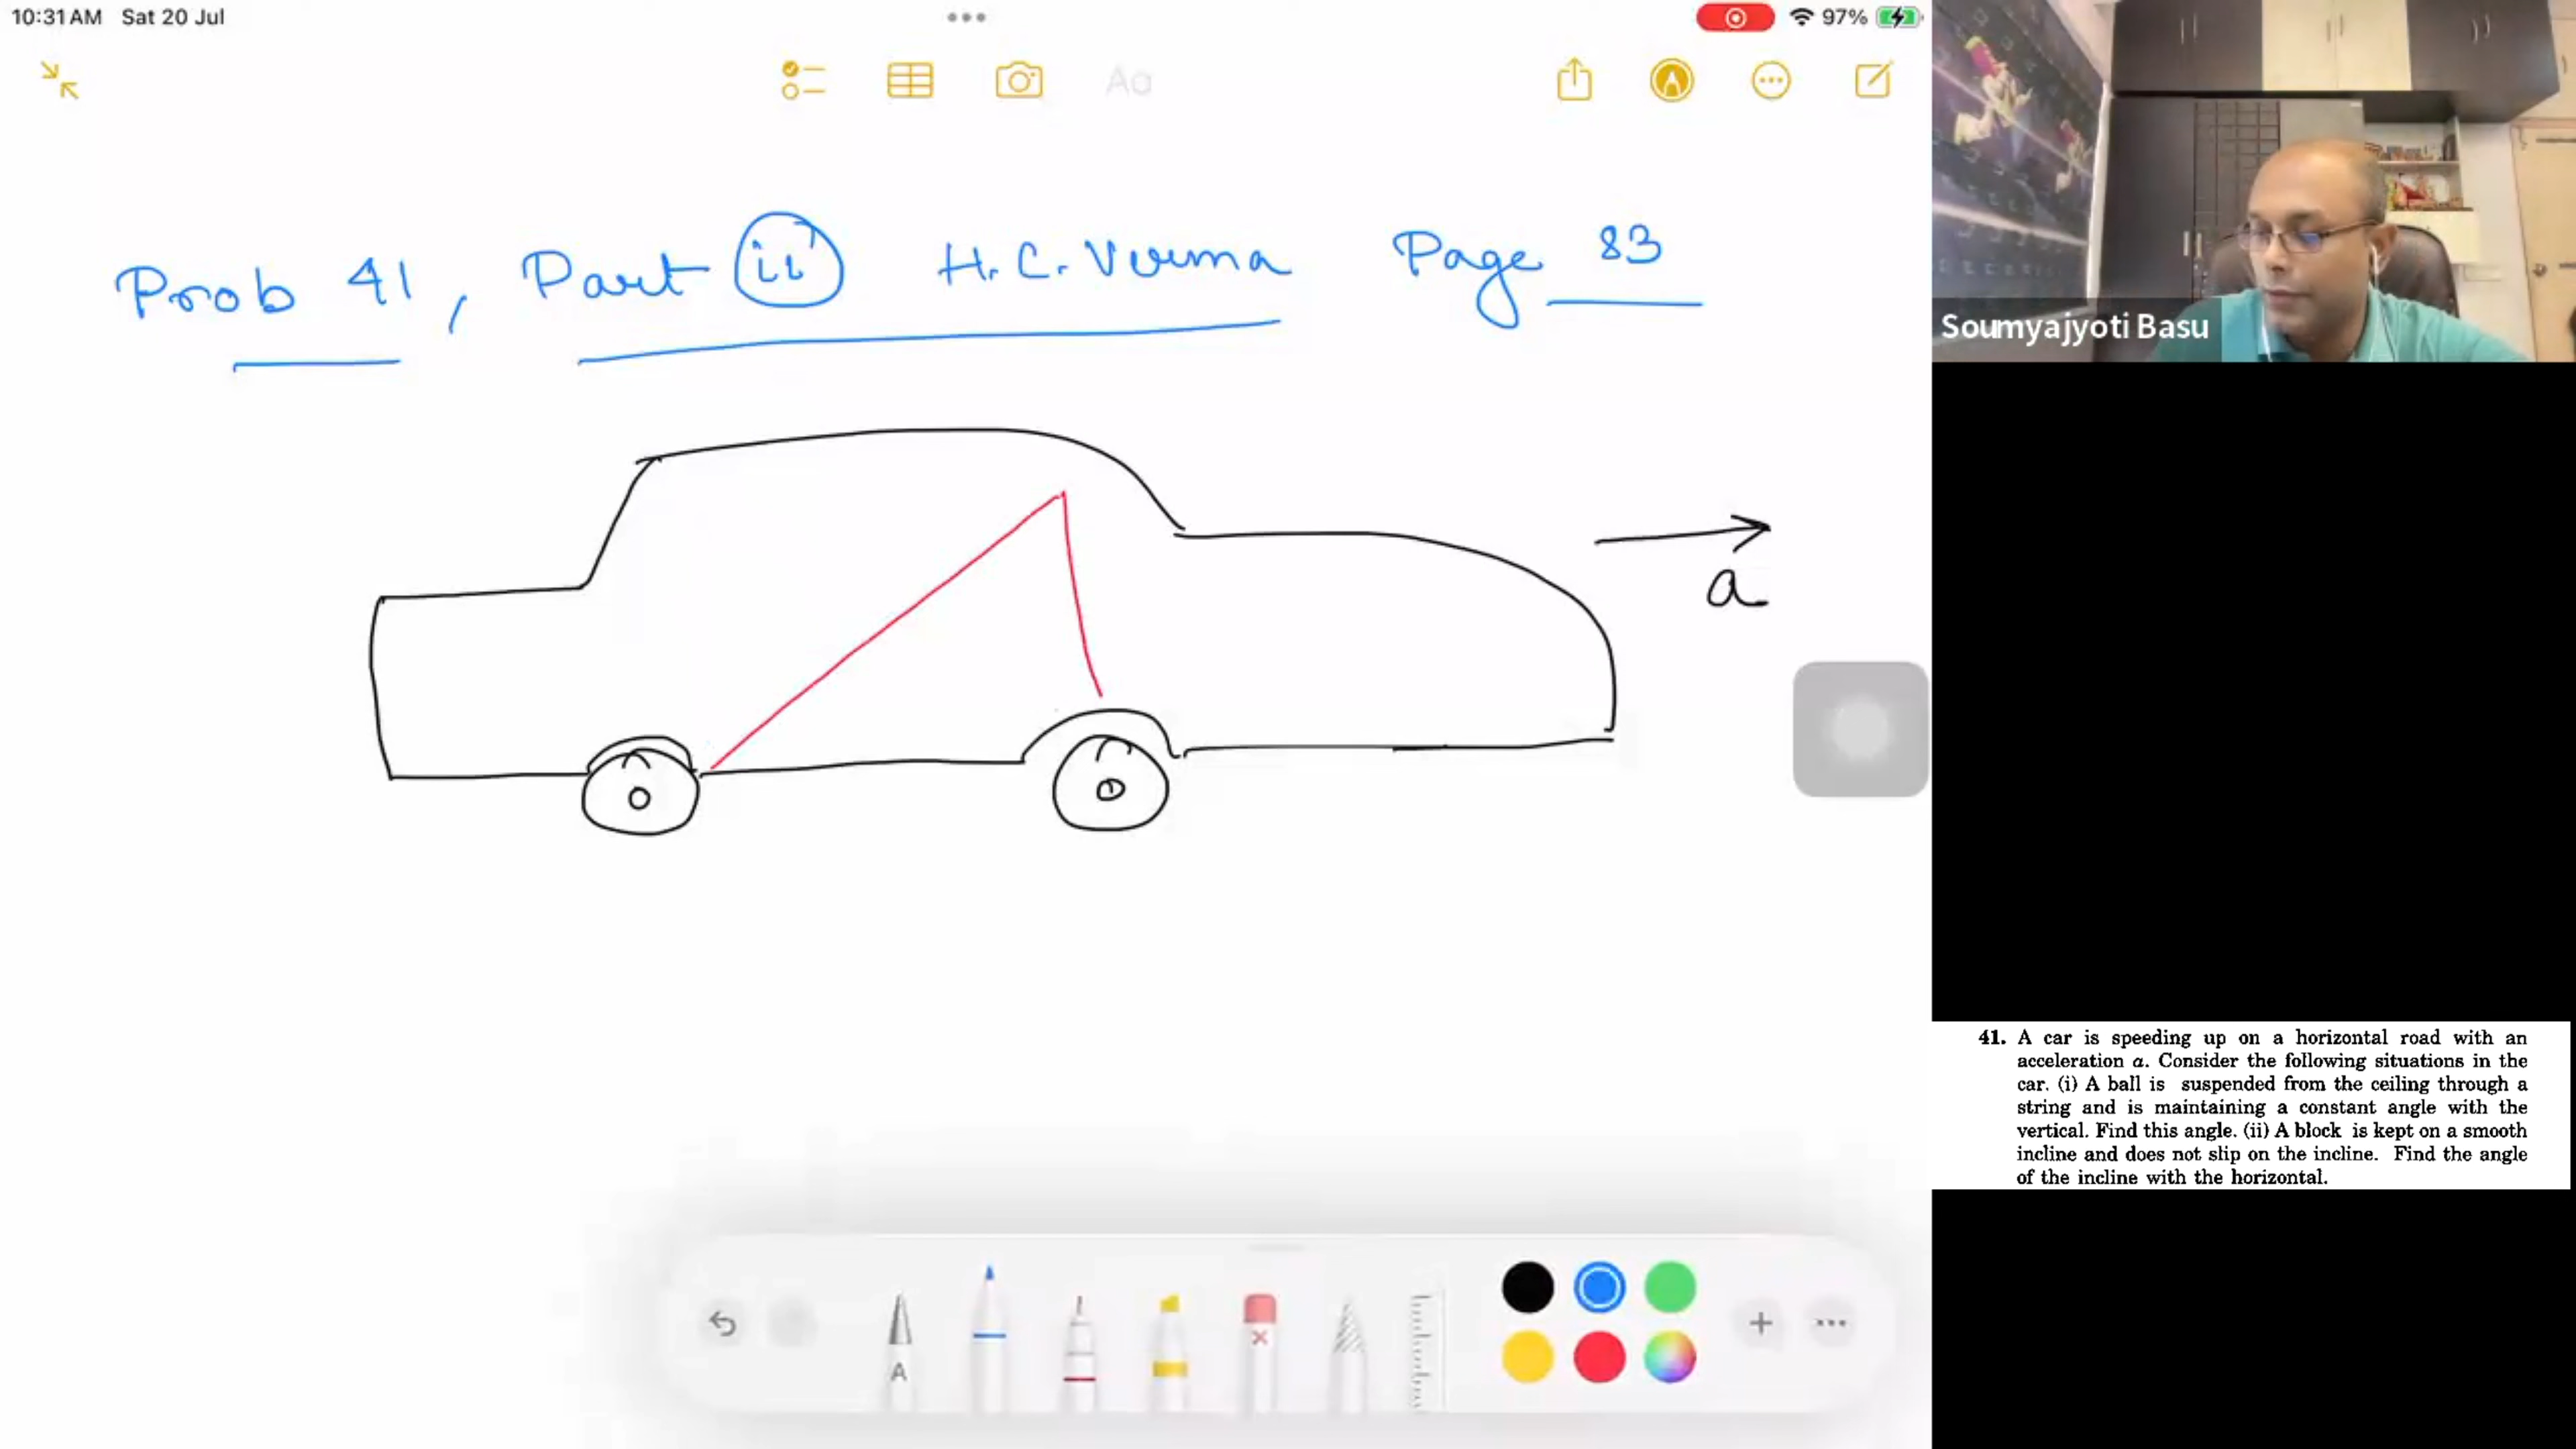 10:31 AM Sat 20 Jul
97%
Aa
Prob 41, Part ii H.C. Verma Page 83
Soumyajyoti Basu
a
41. A car is speeding up on a horizontal road with an
acceleration a. Consider the following situations in the
car. (i) A ball is suspended from the ceiling through a
string and is maintaining a constant angle with the
vertical. Find this angle. (ii) A block is kept on a smooth
incline and does not slip on the incline. Find the angle
of the incline with the horizontal.
A